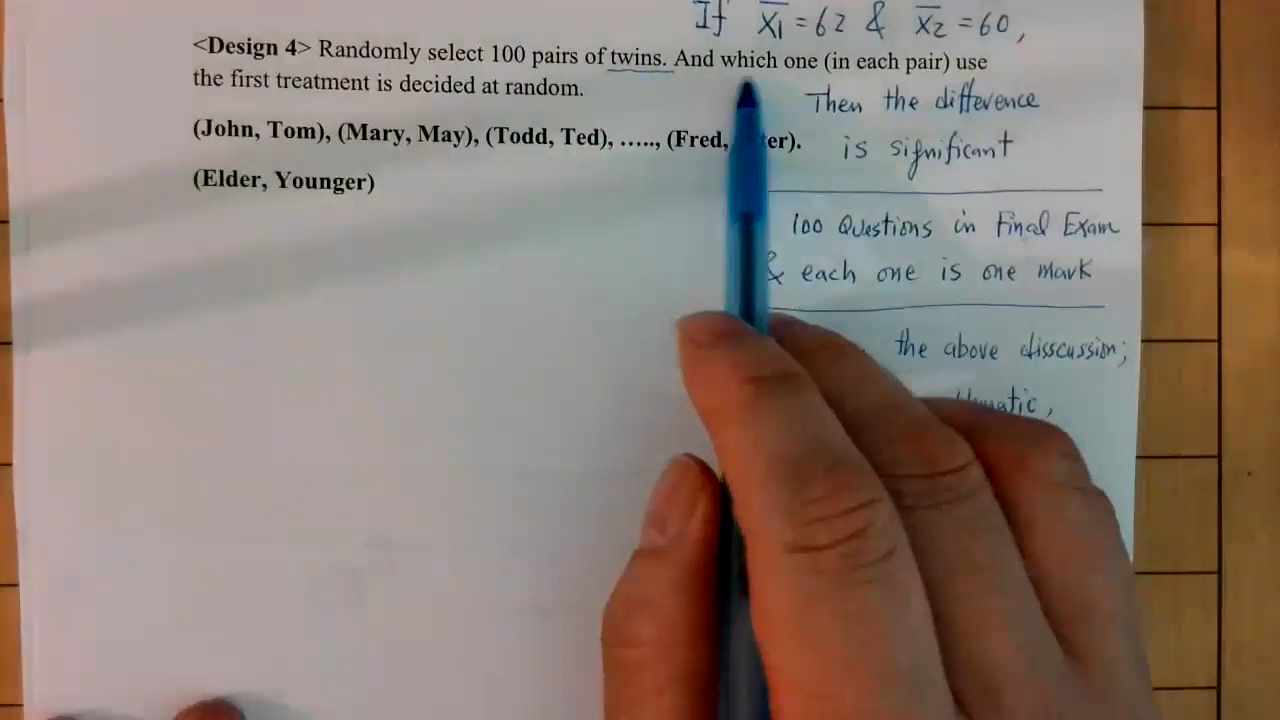 If X̄1 = 62 & X̄2 = 60,
<Design 4> Randomly select 100 pairs of twins. And which one (in each pair) use
the first treatment is decided at random.
Then the difference
(John, Tom), (Mary, May), (Todd, Ted), ....., (Fred, er).
is significant
(Elder, Younger)
100 Questions in Final Exam
& each one is one mark
the above disscussion;